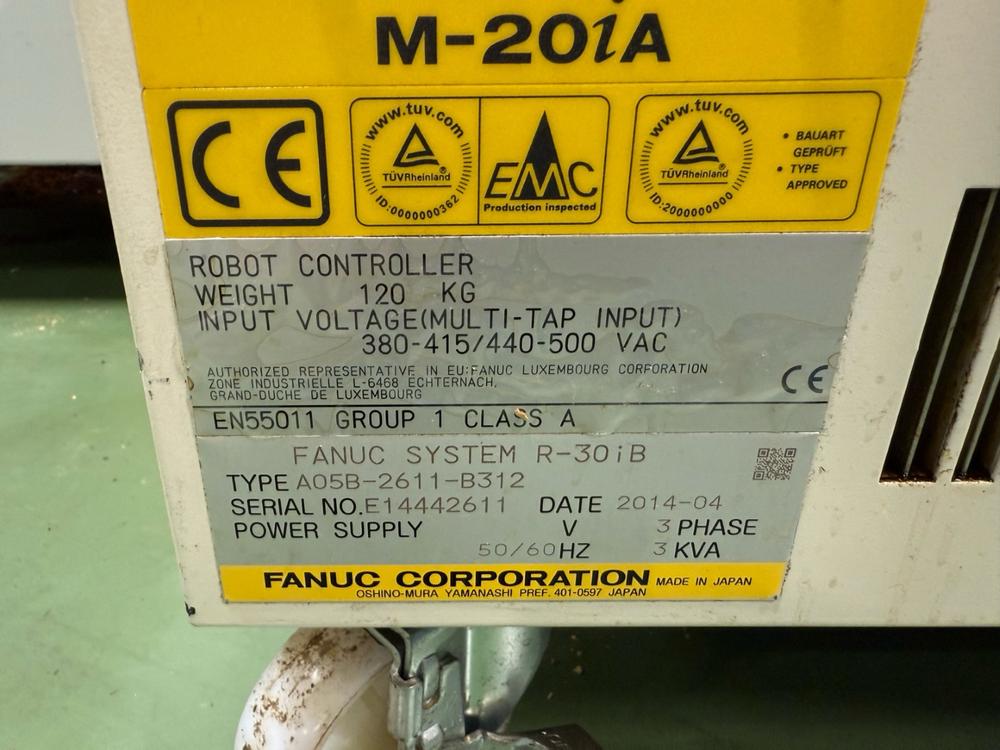 M-20iA
CE
www.tuv.com
TÜVRheinland®
ID:0000000362
EMC
Production inspected
www.tuv.com
TÜVRheinland
ID:2000000000
• BAUART
GEPRÜFT
• TYPE
APPROVED
ROBOT CONTROLLER
WEIGHT 120 KG
INPUT VOLTAGE(MULTI-TAP INPUT)
380-415/440-500 VAC
AUTHORIZED REPRESENTATIVE IN EU:FANUC LUXEMBOURG CORPORATION
ZONE INDUSTRIELLE L-6468 ECHTERNACH,
GRAND-DUCHE DE LUXEMBOURG
CE
EN55011 GROUP 1 CLASS A
FANUC SYSTEM R-30iB
TYPE A05B-2611-B312
SERIAL NO.E14442611 DATE 2014-04
POWER SUPPLY V 3 PHASE
50/60HZ 3 KVA
FANUC CORPORATION MADE IN JAPAN
OSHINO-MURA YAMANASHI PREF. 401-0597 JAPAN